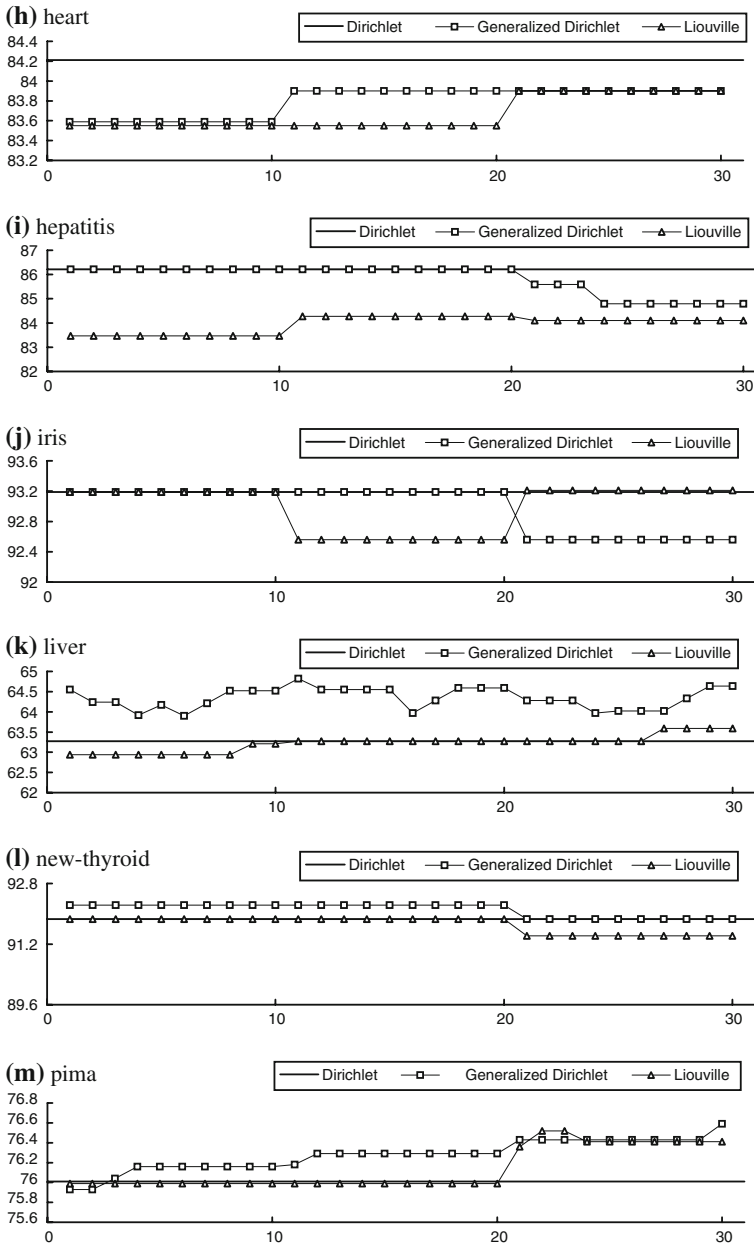 (h) heart
Dirichlet Generalized Dirichlet Liouville
84.4
84.2
84
83.8
83.6
83.4
83.2
0 10 20 30
(i) hepatitis
Dirichlet Generalized Dirichlet Liouville
87
86
85
84
83
82
0 10 20 30
(j) iris
Dirichlet Generalized Dirichlet Liouville
93.6
93.2
92.8
92.4
92
0 10 20 30
(k) liver
Dirichlet Generalized Dirichlet Liouville
65
64.5
64
63.5
63
62.5
62
0 10 20 30
(l) new-thyroid
Dirichlet Generalized Dirichlet Liouville
92.8
91.2
89.6
0 10 20 30
(m) pima
Dirichlet Generalized Dirichlet Liouville
76.8
76.6
76.4
76.2
76
75.8
75.6
0 10 20 30